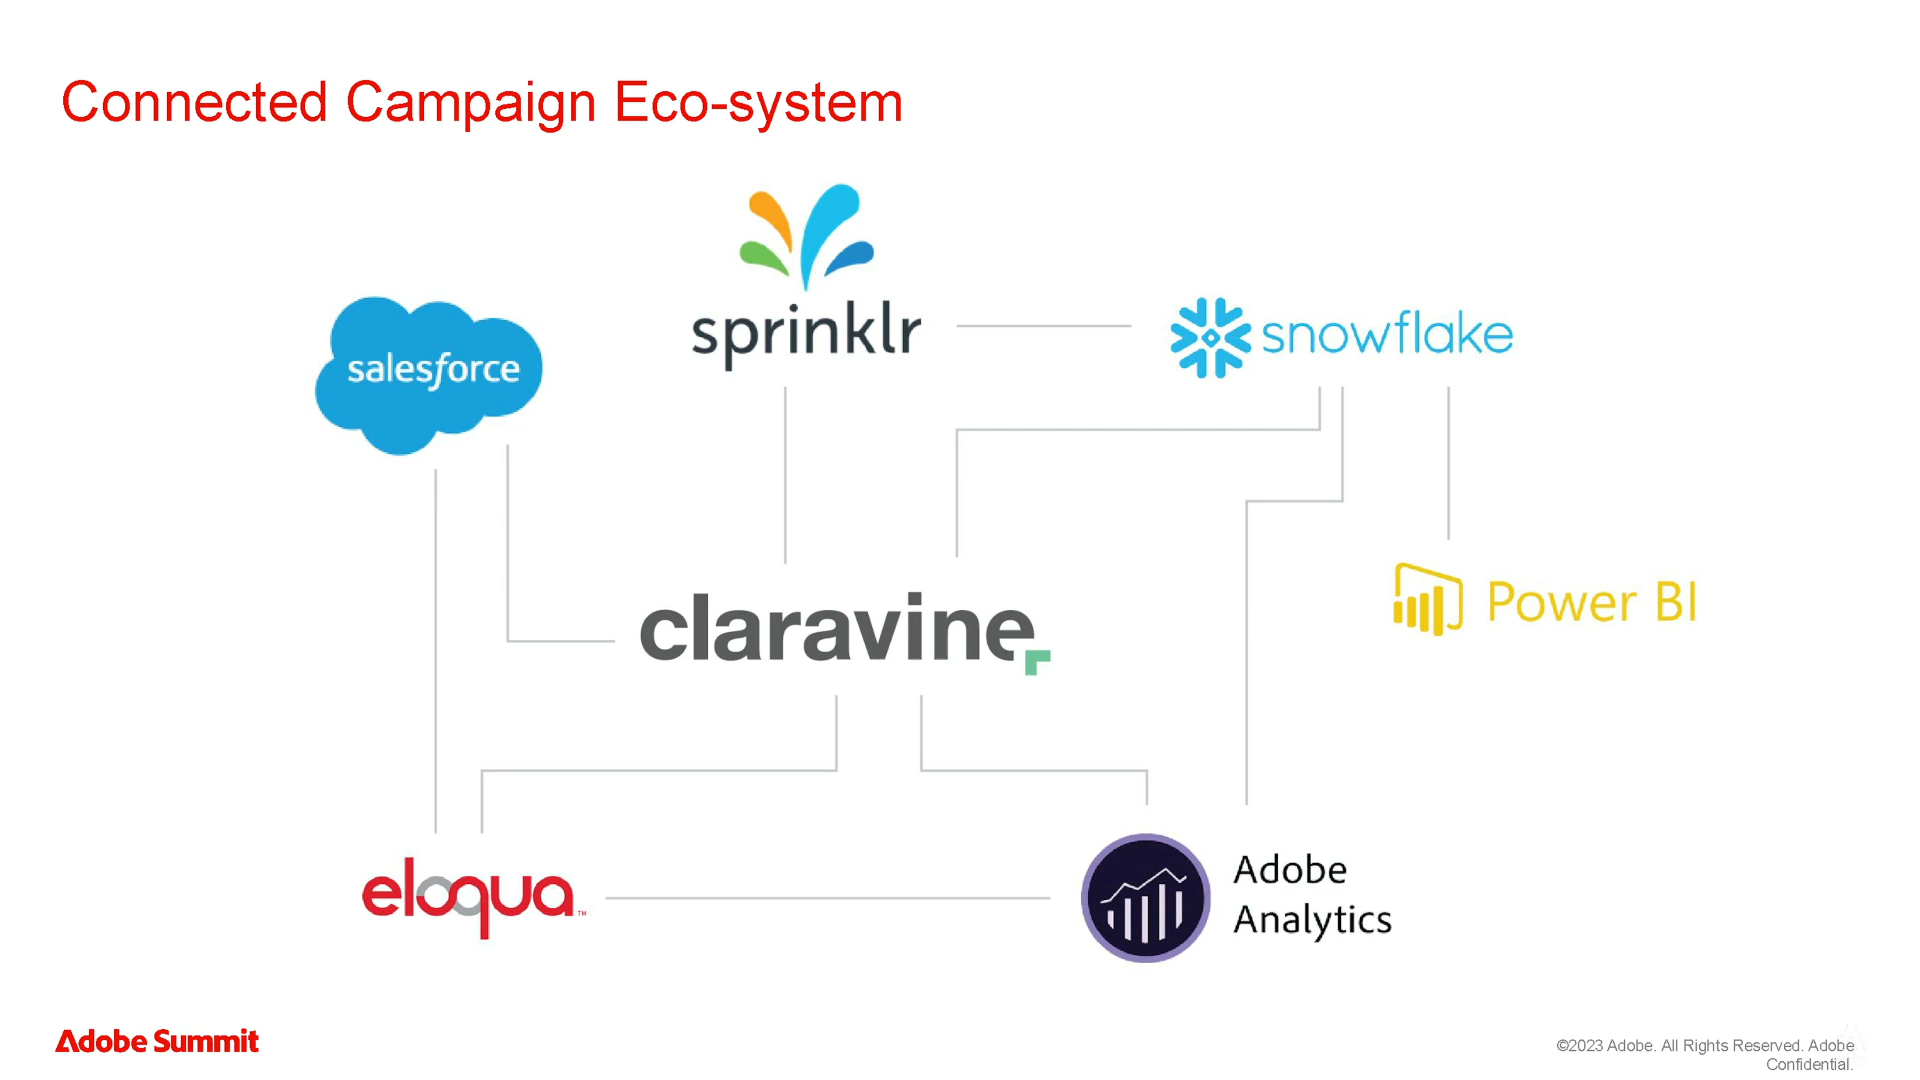 Connected Campaign Eco-system
sprinklr
salesforce
snowflake
claravine
Power BI
eloqua™
Adobe
Analytics
Adobe Summit
©2023 Adobe. All Rights Reserved. Adobe
Confidential.